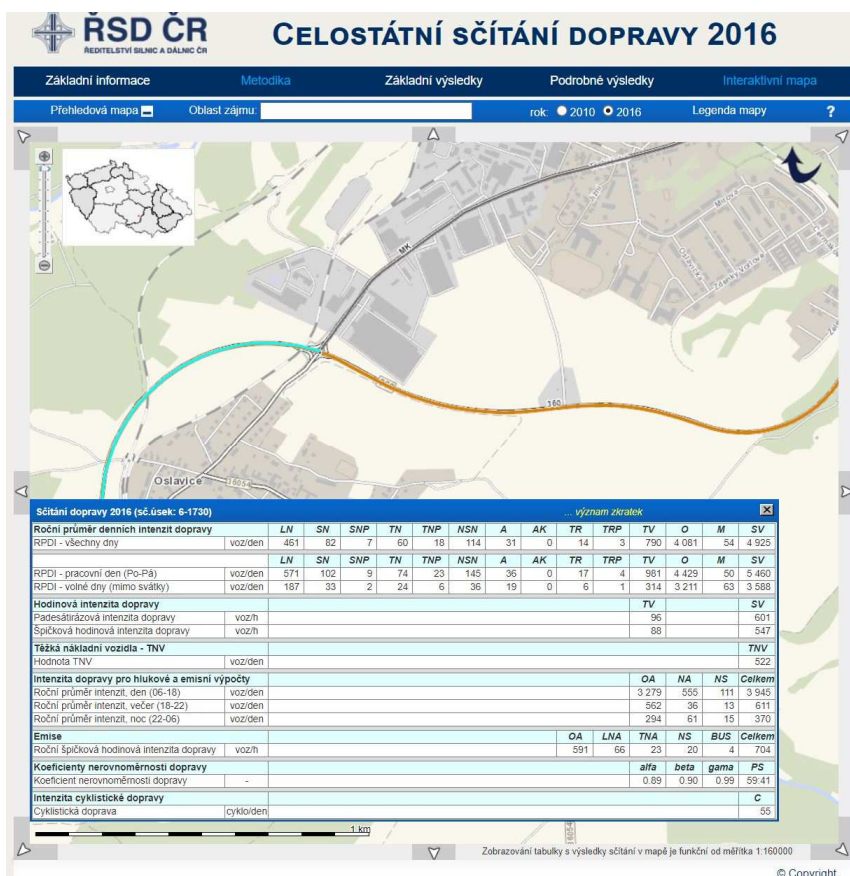 ŘSD ČR
ŘEDITELSTVÍ SILNIC A DÁLNIC ČR
CELOSTÁTNÍ SČÍTÁNÍ DOPRAVY 2016
Základní informace Metodika Základní výsledky Podrobné výsledky Interaktivní mapa
Přehledová mapa Oblast zájmu: rok: 2010 2016 Legenda mapy ?
Mírová
Oslavická
Zdenky Vorlové
MK
360
Oslavice
16054
Sčítání dopravy 2016 (sč.úsek: 6-1730) ... význam zkratek
Roční průměr denních intenzit dopravy LN SN SNP TN TNP NSN A AK TR TRP TV O M SV
RPDI - všechny dny voz/den 461 82 7 60 18 114 31 0 14 3 790 4 081 54 4 925
LN SN SNP TN TNP NSN A AK TR TRP TV O M SV
RPDI - pracovní den (Po-Pá) voz/den 571 102 9 74 23 145 36 0 17 4 981 4 429 50 5 460
RPDI - volné dny (mimo svátky) voz/den 187 33 2 24 6 36 19 0 6 1 314 3 211 63 3 588
Hodinová intenzita dopravy TV SV
Padesátirázová intenzita dopravy voz/h 96 601
Špičková hodinová intenzita dopravy voz/h 88 547
Těžká nákladní vozidla - TNV TNV
Hodnota TNV voz/den 522
Intenzita dopravy pro hlukové a emisní výpočty OA NA NS Celkem
Roční průměr intenzit, den (06-18) voz/den 3 279 555 111 3 945
Roční průměr intenzit, večer (18-22) voz/den 562 36 13 611
Roční průměr intenzit, noc (22-06) voz/den 294 61 15 370
Emise OA LNA TNA NS BUS Celkem
Roční špičková hodinová intenzita dopravy voz/h 591 66 23 20 4 704
Koeficienty nerovnoměrnosti dopravy alfa beta gama PS
Koeficient nerovnoměrnosti dopravy - 0.89 0.90 0.99 59:41
Intenzita cyklistické dopravy C
Cyklistická doprava cyklo/den 55
1 km
16054
Zobrazování tabulky s výsledky sčítání v mapě je funkční od měřítka 1:160000
© Copyright